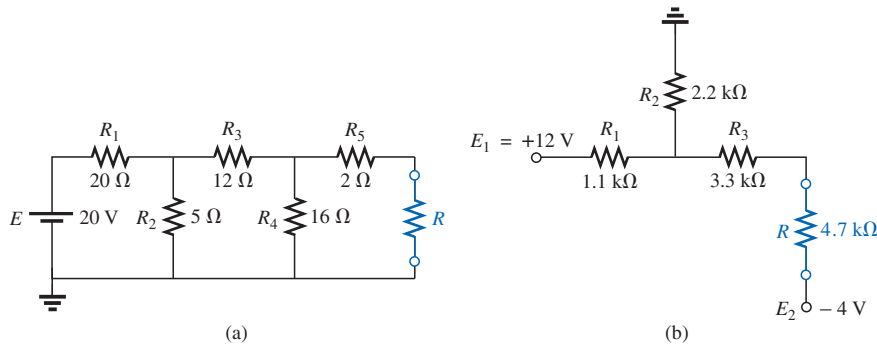 R1
20 Ω
R3
12 Ω
R5
2 Ω
E
20 V
R2
5 Ω
R4
16 Ω
R
(a)
R2
2.2 kΩ
E1 = +12 V
R1
1.1 kΩ
R3
3.3 kΩ
R
4.7 kΩ
E2
– 4 V
(b)